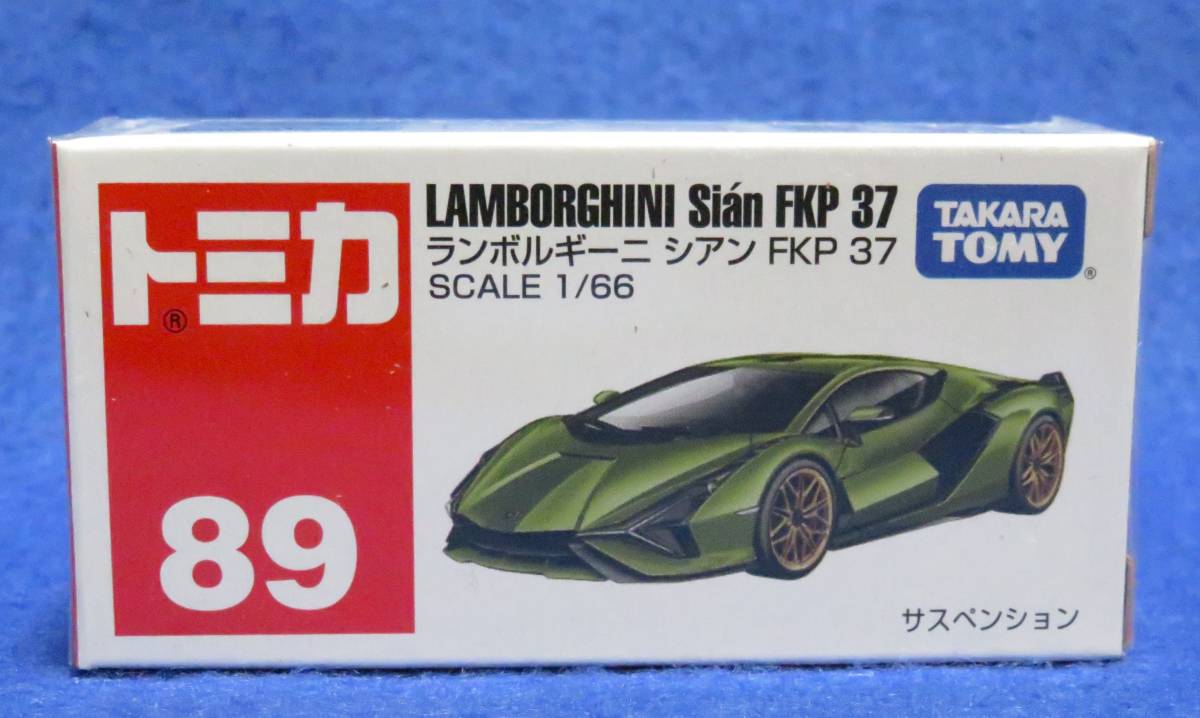 トミカ
®
89
LAMBORGHINI Sián FKP 37
ランボルギーニ シアン FKP 37
SCALE 1/66
TAKARA
TOMY
®
サスペンション